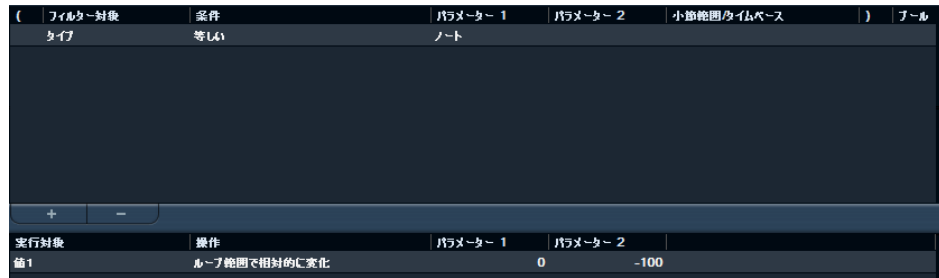 ( フィルター対象 条件 パラメーター 1 パラメーター 2 小節範囲/タイムベース ) ブール
タイプ 等しい ノート
+ −
実行対象 操作 パラメーター 1 パラメーター 2
値1 ループ範囲で相対的に変化 0 -100